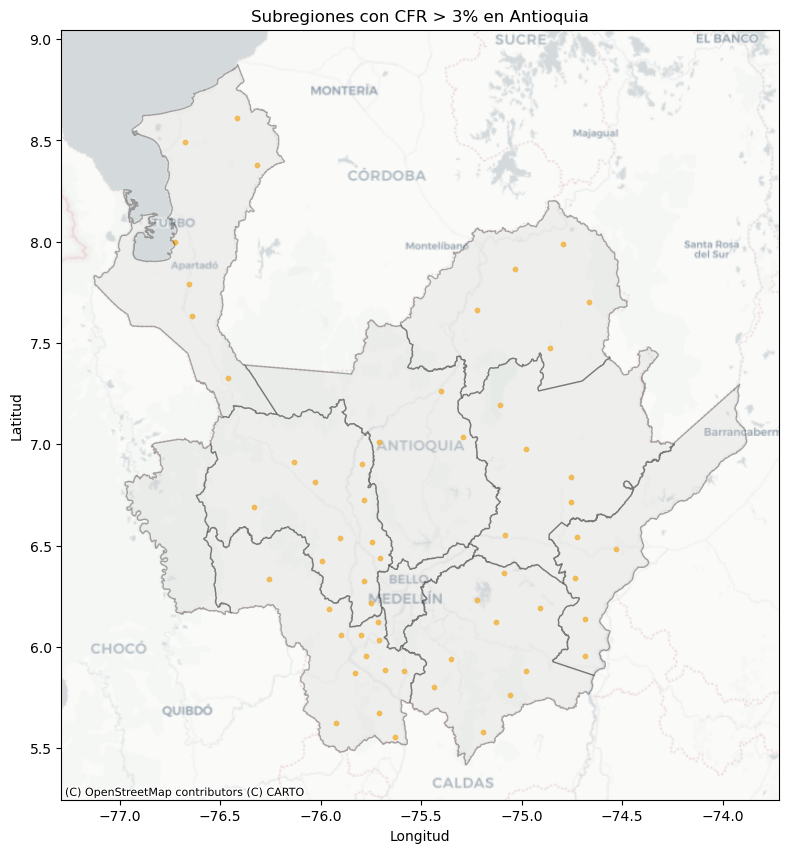 Subregiones con CFR > 3% en Antioquia
9.0
8.5
8.0
7.5
7.0
6.5
6.0
5.5
Latitud
SUCRE
EL BANCO
MONTERÍA
Majagual
CÓRDOBA
TURBO
Montelíbano
Santa Rosa
del Sur
Apartadó
Barrancaberm
ANTIOQUIA
BELLO
MEDELLÍN
CHOCÓ
QUIBDÓ
CALDAS
(C) OpenStreetMap contributors (C) CARTO
−77.0
−76.5
−76.0
−75.5
−75.0
−74.5
−74.0
Longitud